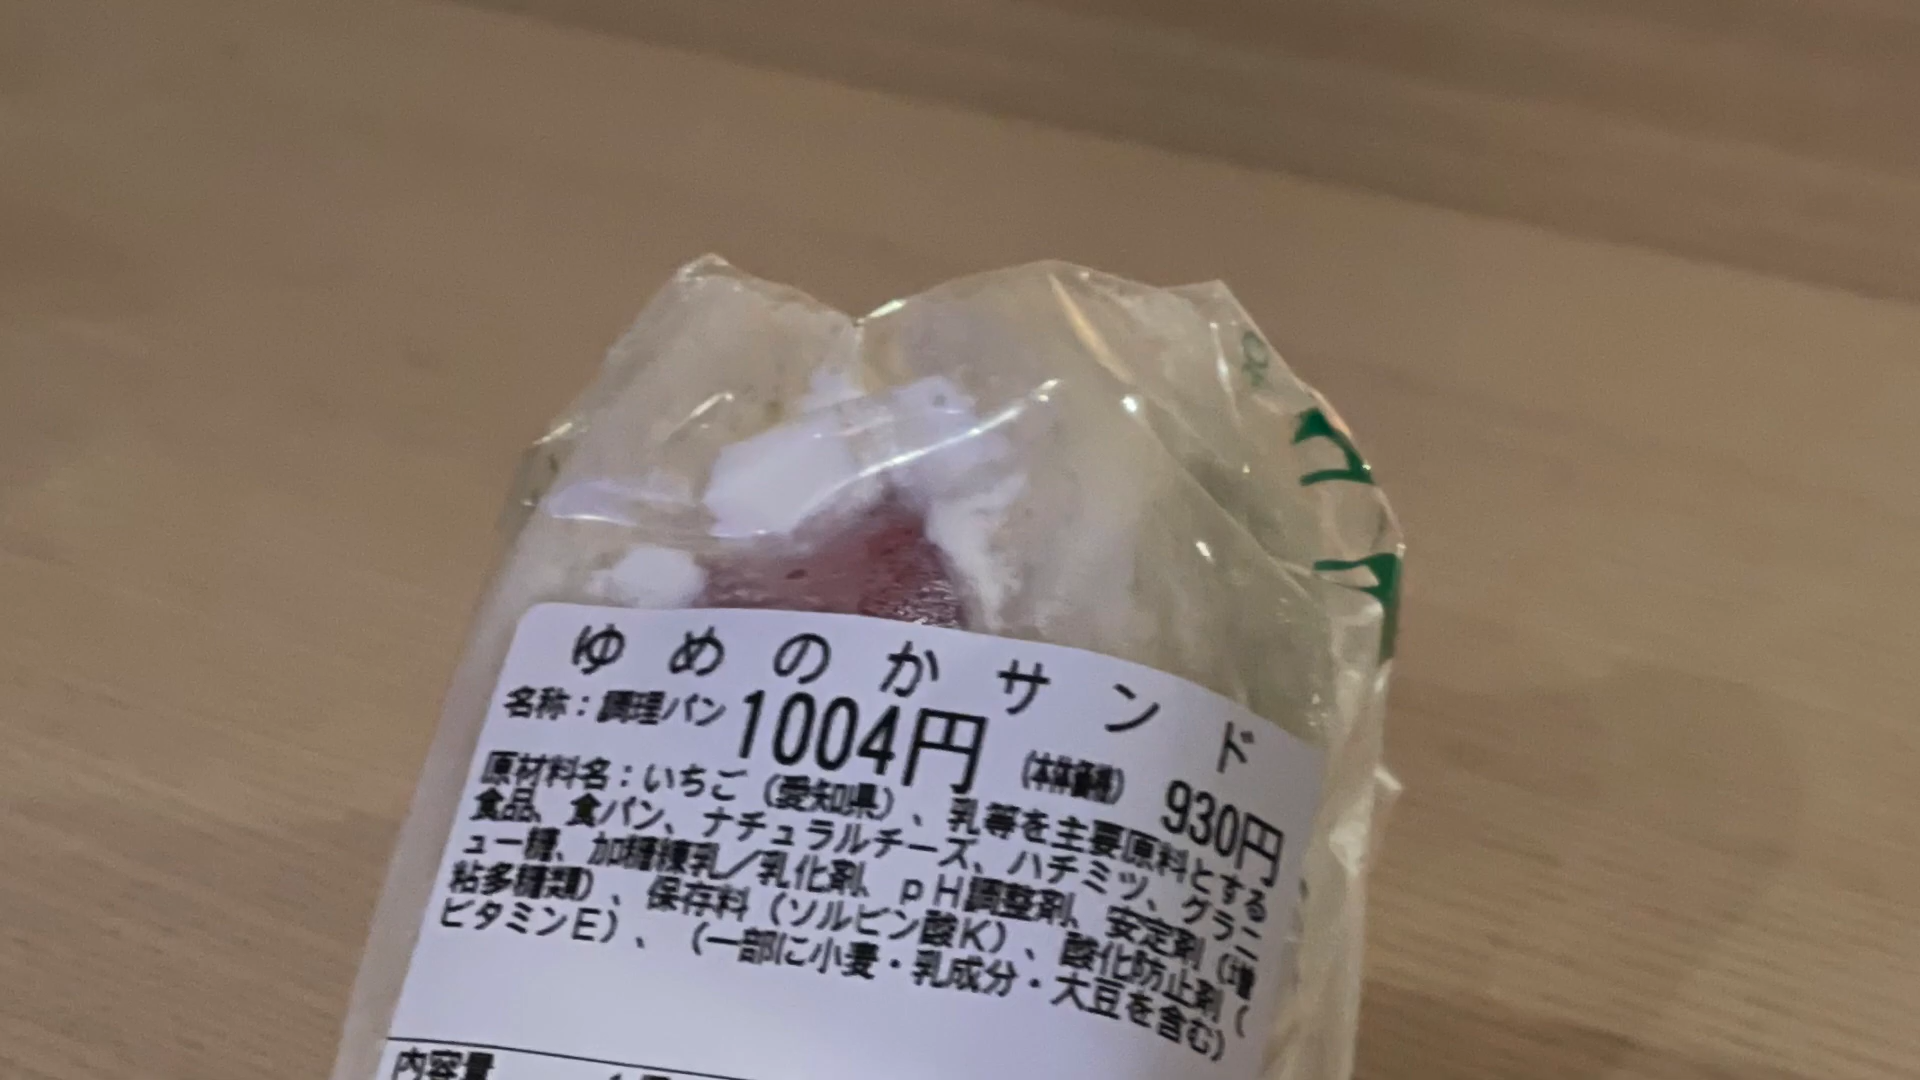 ゆめのかサンド
名称：調理パン 1004円 (本体価格) 930円
原材料名：いちご（愛知県）、乳等を主要原料とする
食品、食パン、ナチュラルチーズ、ハチミツ、グラニ
ュー糖、加糖練乳／乳化剤、ｐＨ調整剤、安定剤（増
粘多糖類）、保存料（ソルビン酸Ｋ）、酸化防止剤（
ビタミンＥ）、（一部に小麦・乳成分・大豆を含む）
内容量